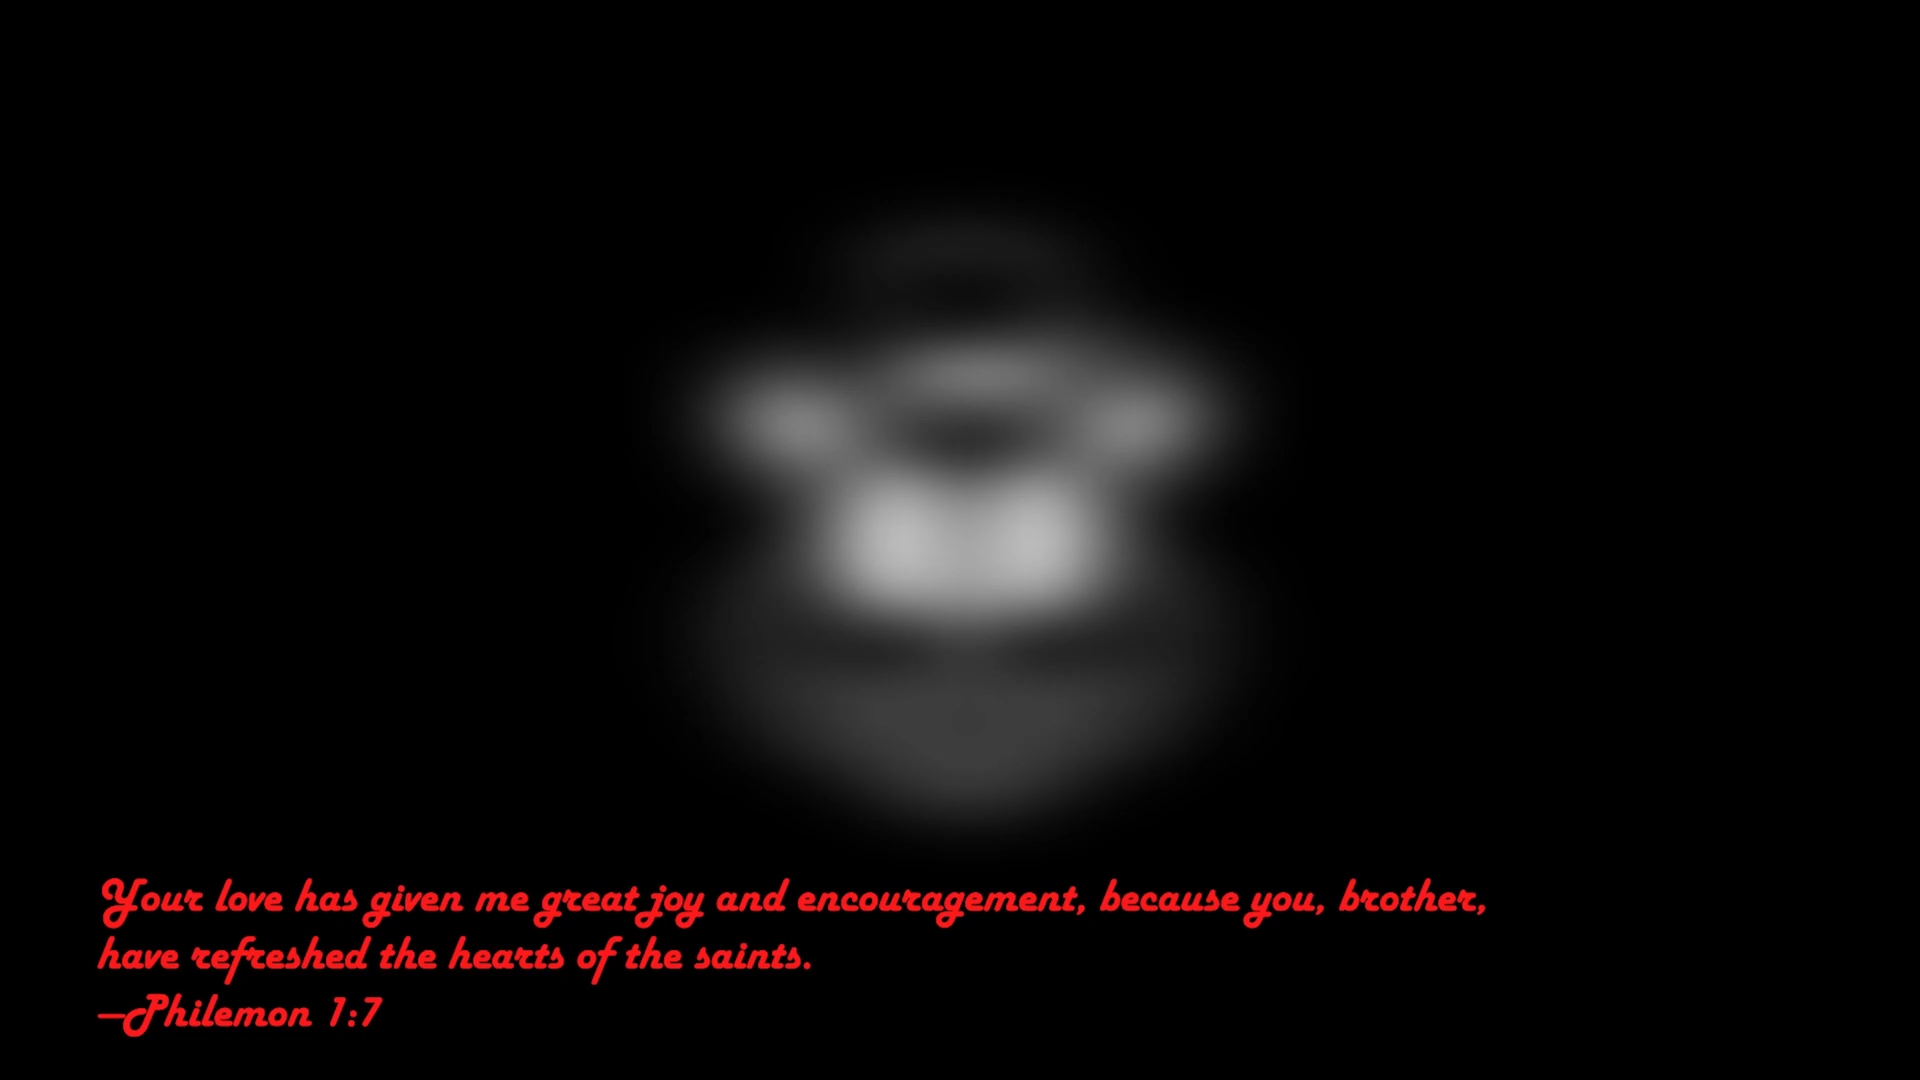 Your love has given me great joy and encouragement, because you, brother,
have refreshed the hearts of the saints.
—Philemon 1:7